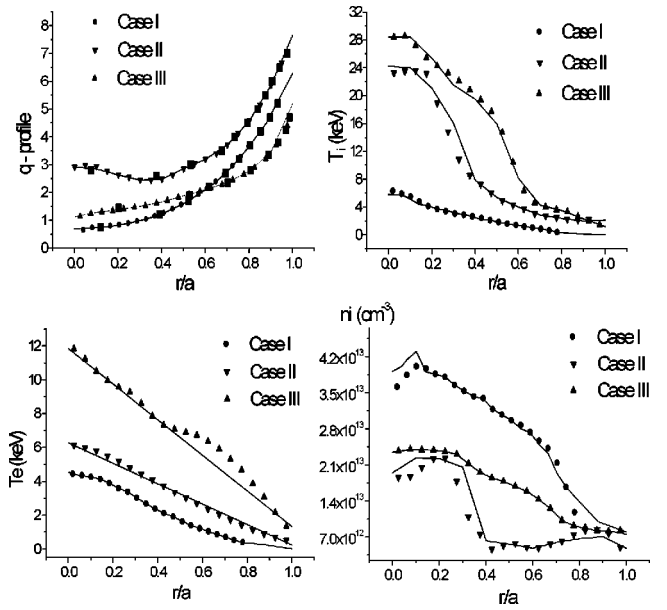 q - profile
8
7
6
5
4
3
2
1
0
Case I
Case II
Case III
0.0 0.2 0.4 0.6 0.8 1.0
r/a
Tᵢ (keV)
28
24
20
16
12
8
4
0
Case I
Case II
Case III
0.0 0.2 0.4 0.6 0.8 1.0
r/a
Te (keV)
12
10
8
6
4
2
0
Case I
Case II
Case III
0.0 0.2 0.4 0.6 0.8 1.0
r/a
ni (cm⁻³)
4.2x10¹³
3.5x10¹³
2.8x10¹³
2.1x10¹³
1.4x10¹³
7.0x10¹²
Case I
Case II
Case III
0.0 0.2 0.4 0.6 0.8 1.0
r/a